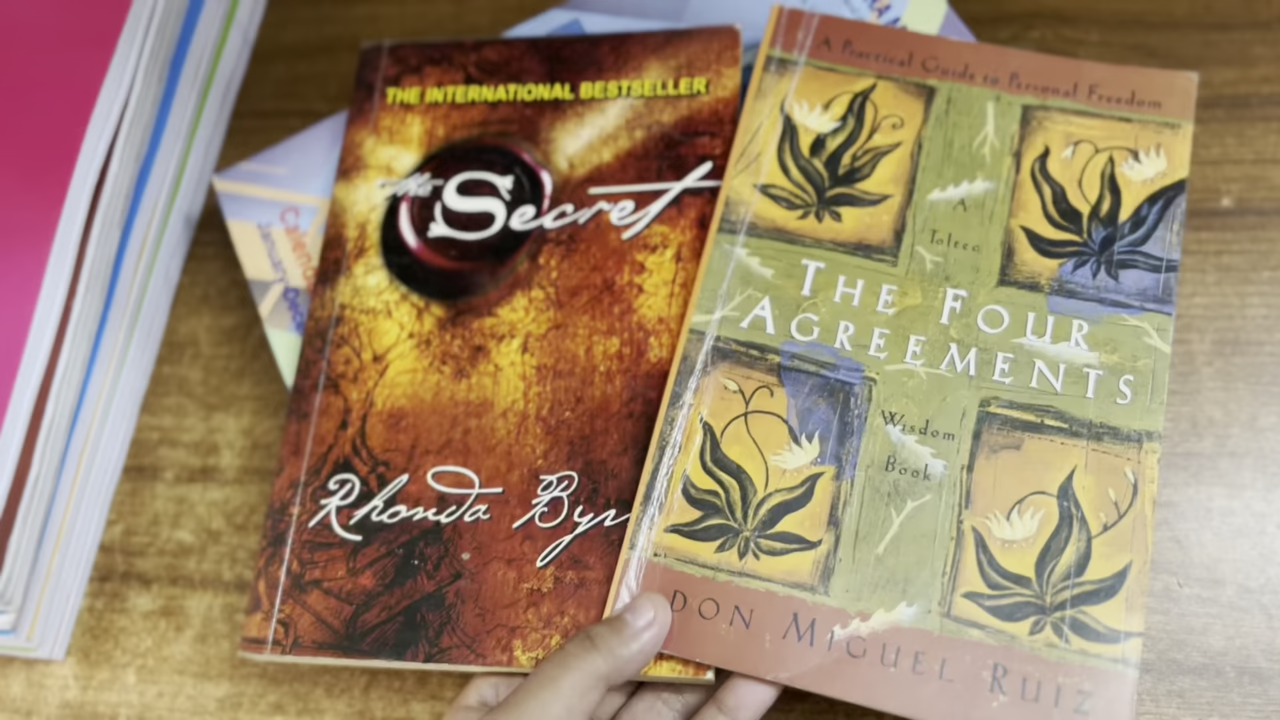 THE INTERNATIONAL BESTSELLER
the Secret
Rhonda
A Practical Guide to Personal Freedom
A
Toltec
THE FOUR
AGREEMENTS
Wisdom
Book
DON MIGUEL RUIZ